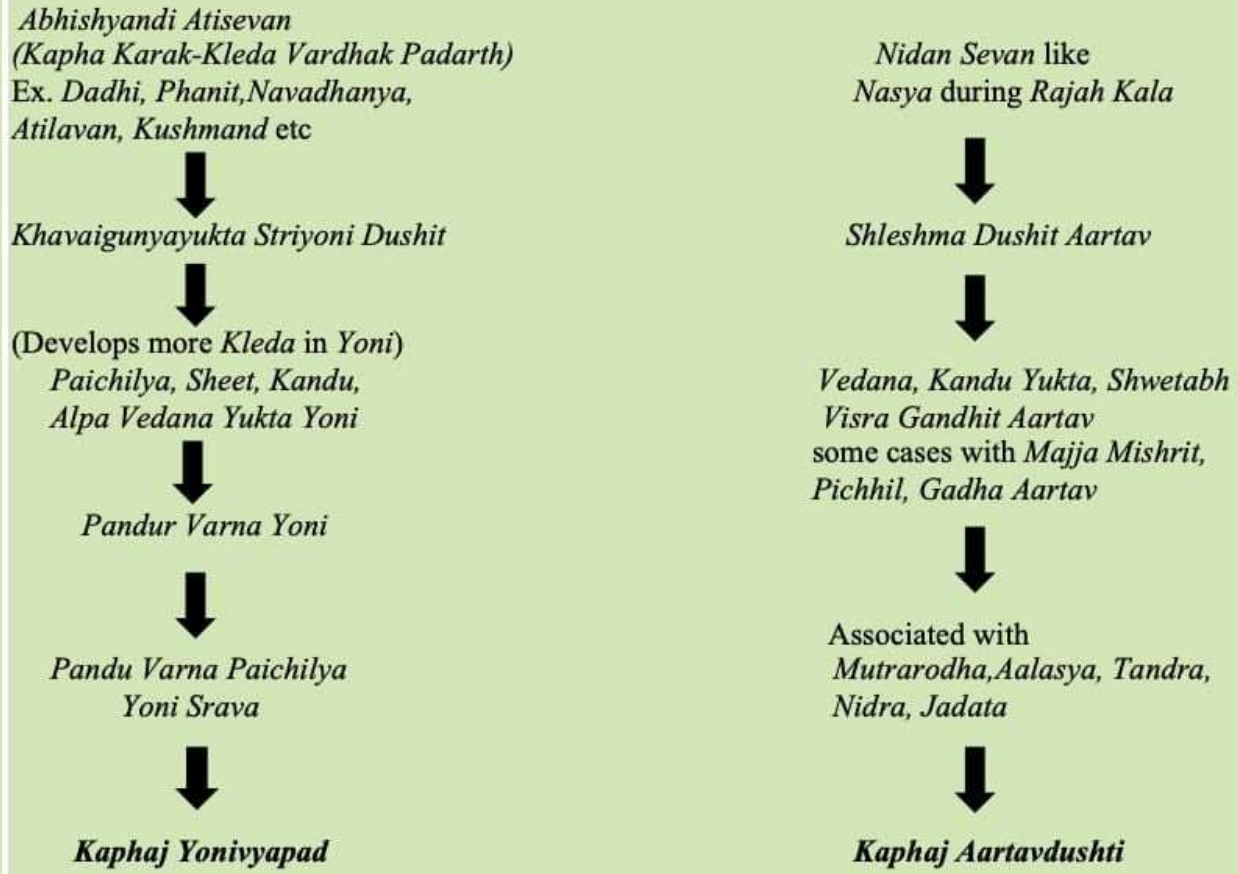 Abhishyandi Atisevan
(Kapha Karak-Kleda Vardhak Padarth)
Ex. Dadhi, Phanit,Navadhanya,
Atilavan, Kushmand etc
Khavaigunyayukta Striyoni Dushit
(Develops more Kleda in Yoni)
Paichilya, Sheet, Kandu,
Alpa Vedana Yukta Yoni
Pandur Varna Yoni
Pandu Varna Paichilya
Yoni Srava
Kaphaj Yonivyapad
Nidan Sevan like
Nasya during Rajah Kala
Shleshma Dushit Aartav
Vedana, Kandu Yukta, Shwetabh
Visra Gandhit Aartav
some cases with Majja Mishrit,
Pichhil, Gadha Aartav
Associated with
Mutrarodha,Aalasya, Tandra,
Nidra, Jadata
Kaphaj Aartavdushti